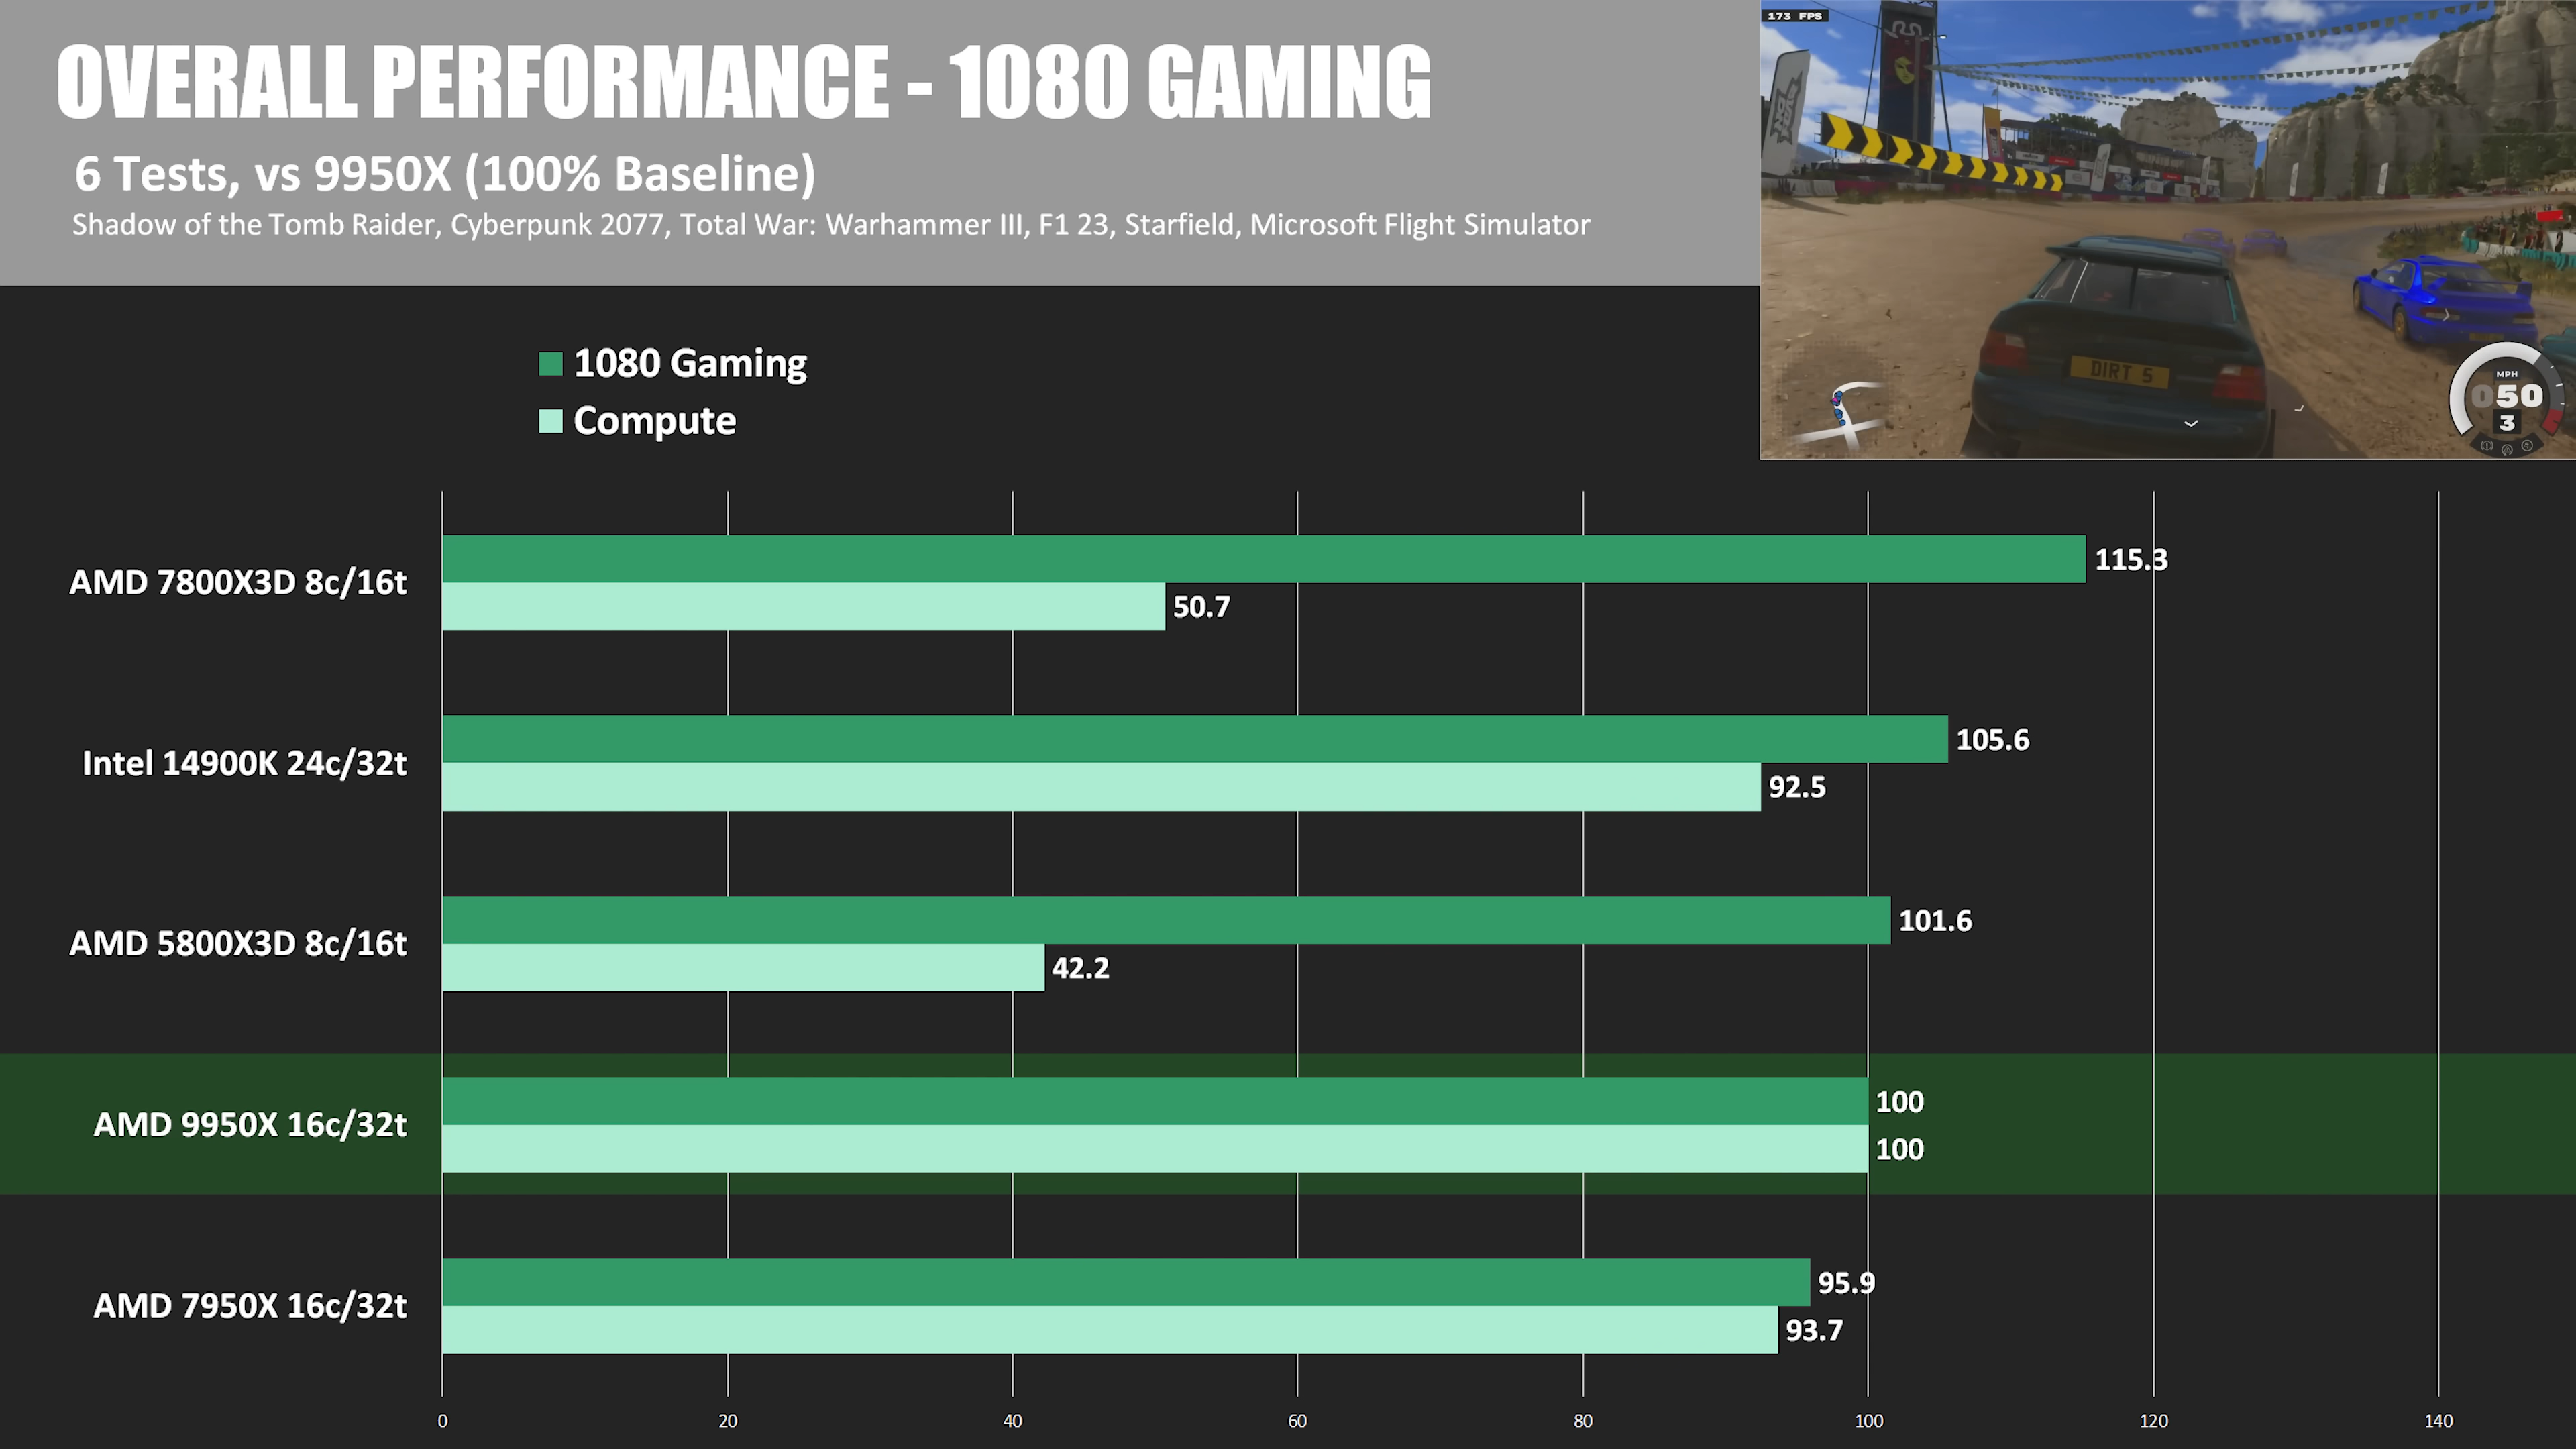 OVERALL PERFORMANCE - 1080 GAMING
6 Tests, vs 9950X (100% Baseline)
Shadow of the Tomb Raider, Cyberpunk 2077, Total War: Warhammer III, F1 23, Starfield, Microsoft Flight Simulator
173 FPS
DIRT 5
MPH
050
3
1080 Gaming
Compute
AMD 7800X3D 8c/16t
115.3
50.7
Intel 14900K 24c/32t
105.6
92.5
AMD 5800X3D 8c/16t
101.6
42.2
AMD 9950X 16c/32t
100
100
AMD 7950X 16c/32t
95.9
93.7
0 20 40 60 80 100 120 140